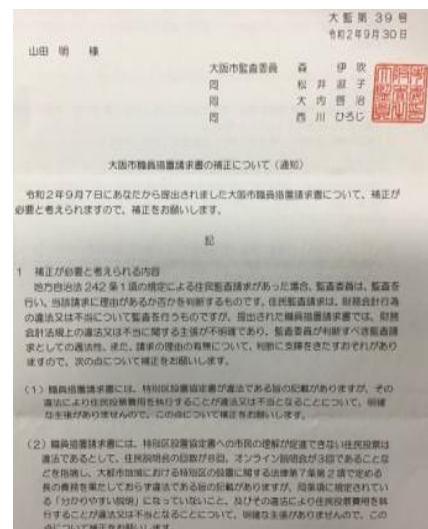 大監第39号
令和2年9月30日
山田 明 様
大阪市監査委員 森 伊吹
同 松井 淑子
同 大内 啓治
同 西川 ひろじ
大阪市職員措置請求書の補正について（通知）
令和2年9月7日にあなたから提出されました大阪市職員措置請求書について、補正が
必要と考えられますので、補正をお願いします。
記
1 補正が必要と考えられる内容
地方自治法242条1項の規定による住民監査請求があった場合、監査委員は、監査を
行い、当該請求に理由があるか否かを判断するものです。住民監査請求は、財務会計行為
の違法又は不当について監査を行うものですが、提出された職員措置請求書では、財務
会計法規上の違法又は不当に関する主張が不明確であり、監査委員が判断すべき監査請
求としての適法性、また、請求の理由の有無について、判断に支障をきたすおそれがあり
ますので、次の点について補正をお願いします。
（1）職員措置請求書には、特別区設置協定書が違法である旨の記載がありますが、その
違法により住民投票費用を執行することが違法又は不当となることについて、明確
な主張がありませんので、この点について補正をお願いします。
（2）職員措置請求書には、特別区設置協定書への市民の理解が促進できない住民投票は
違法であるとして、住民説明会の回数が8回、オンライン説明会が3回であることな
どを指摘し、大都市地域における特別区の設置に関する法律第7条第2項で定める
長の責務を果たしておらず違法である旨の記載がありますが、同条項に規定されてい
る「分かりやすい説明」になっていないこと、及びその違法により住民投票費用を執
行することが違法又は不当となることについて、明確な主張がありませんので、この
点について補正をお願いします。